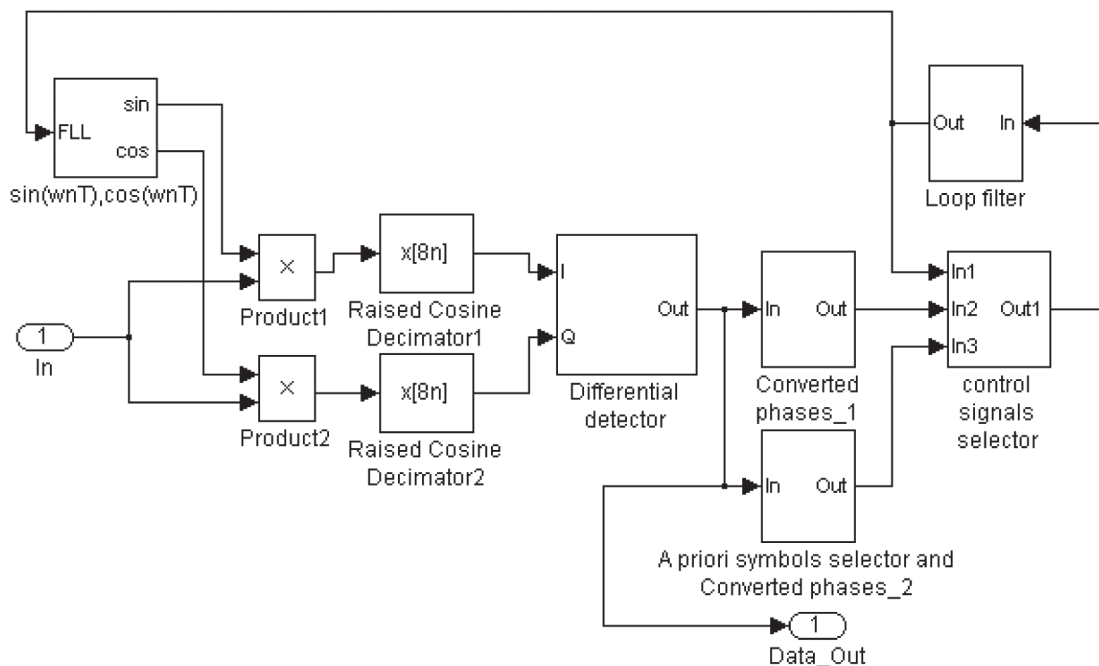 sin
FLL
cos
sin(wnT),cos(wnT)
Out
In
Loop filter
×
Product1
x[8n]
Raised Cosine
Decimator1
I
Q
Out
Differential
detector
In
Out
Converted
phases_1
In1
In2
In3
Out1
control
signals
selector
1
In
×
Product2
x[8n]
Raised Cosine
Decimator2
In
Out
A priori symbols selector and
Converted phases_2
1
Data_Out